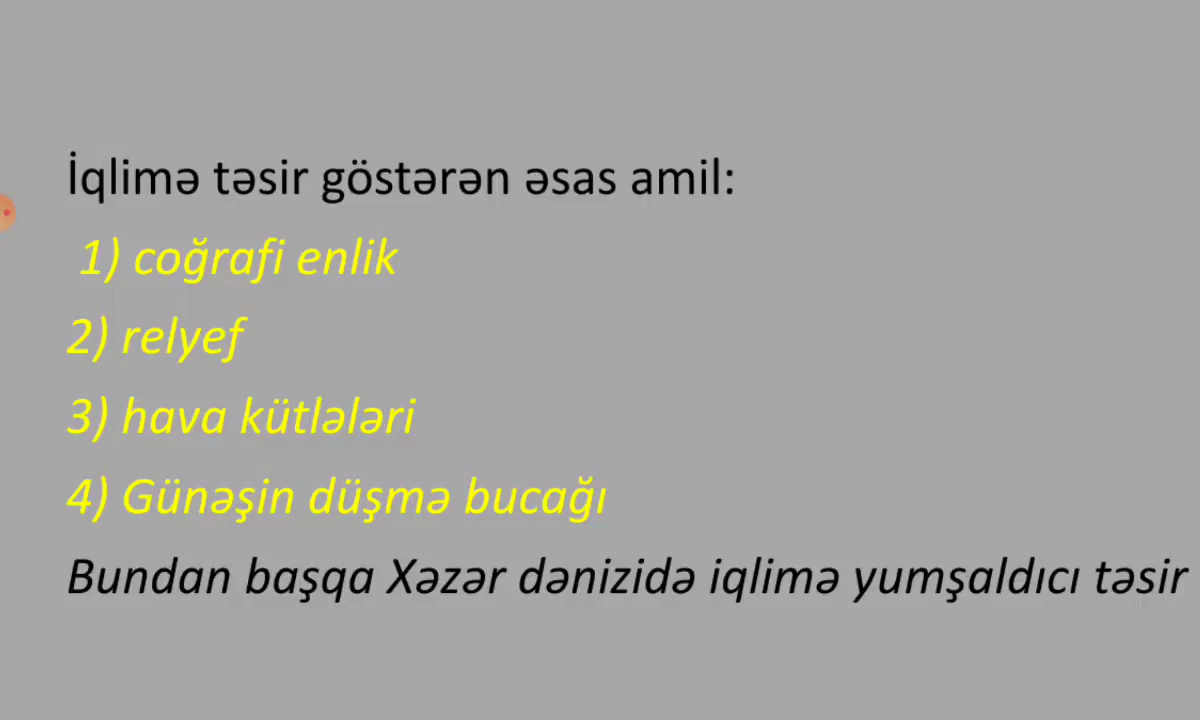 İqlimə təsir göstərən əsas amil:
1) coğrafi enlik
2) relyef
3) hava kütlələri
4) Günəşin düşmə bucağı
Bundan başqa Xəzər dənizidə iqlimə yumşaldıcı təsir